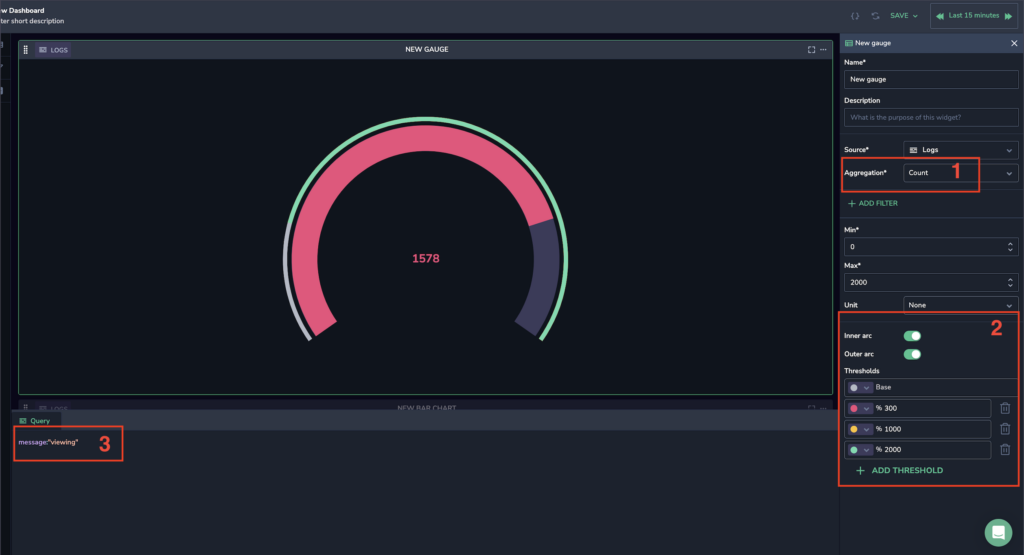 w Dashboard
ter short description
SAVE
Last 15 minutes
LOGS
NEW GAUGE
1578
LOGS
NEW BAR CHART
Query
message:"viewing"
3
New gauge
Name*
New gauge
Description
What is the purpose of this widget?
Source*
Logs
Aggregation*
Count
1
ADD FILTER
Min*
0
Max*
2000
Unit
None
2
Inner arc
Outer arc
Thresholds
Base
% 300
% 1000
% 2000
+ ADD THRESHOLD